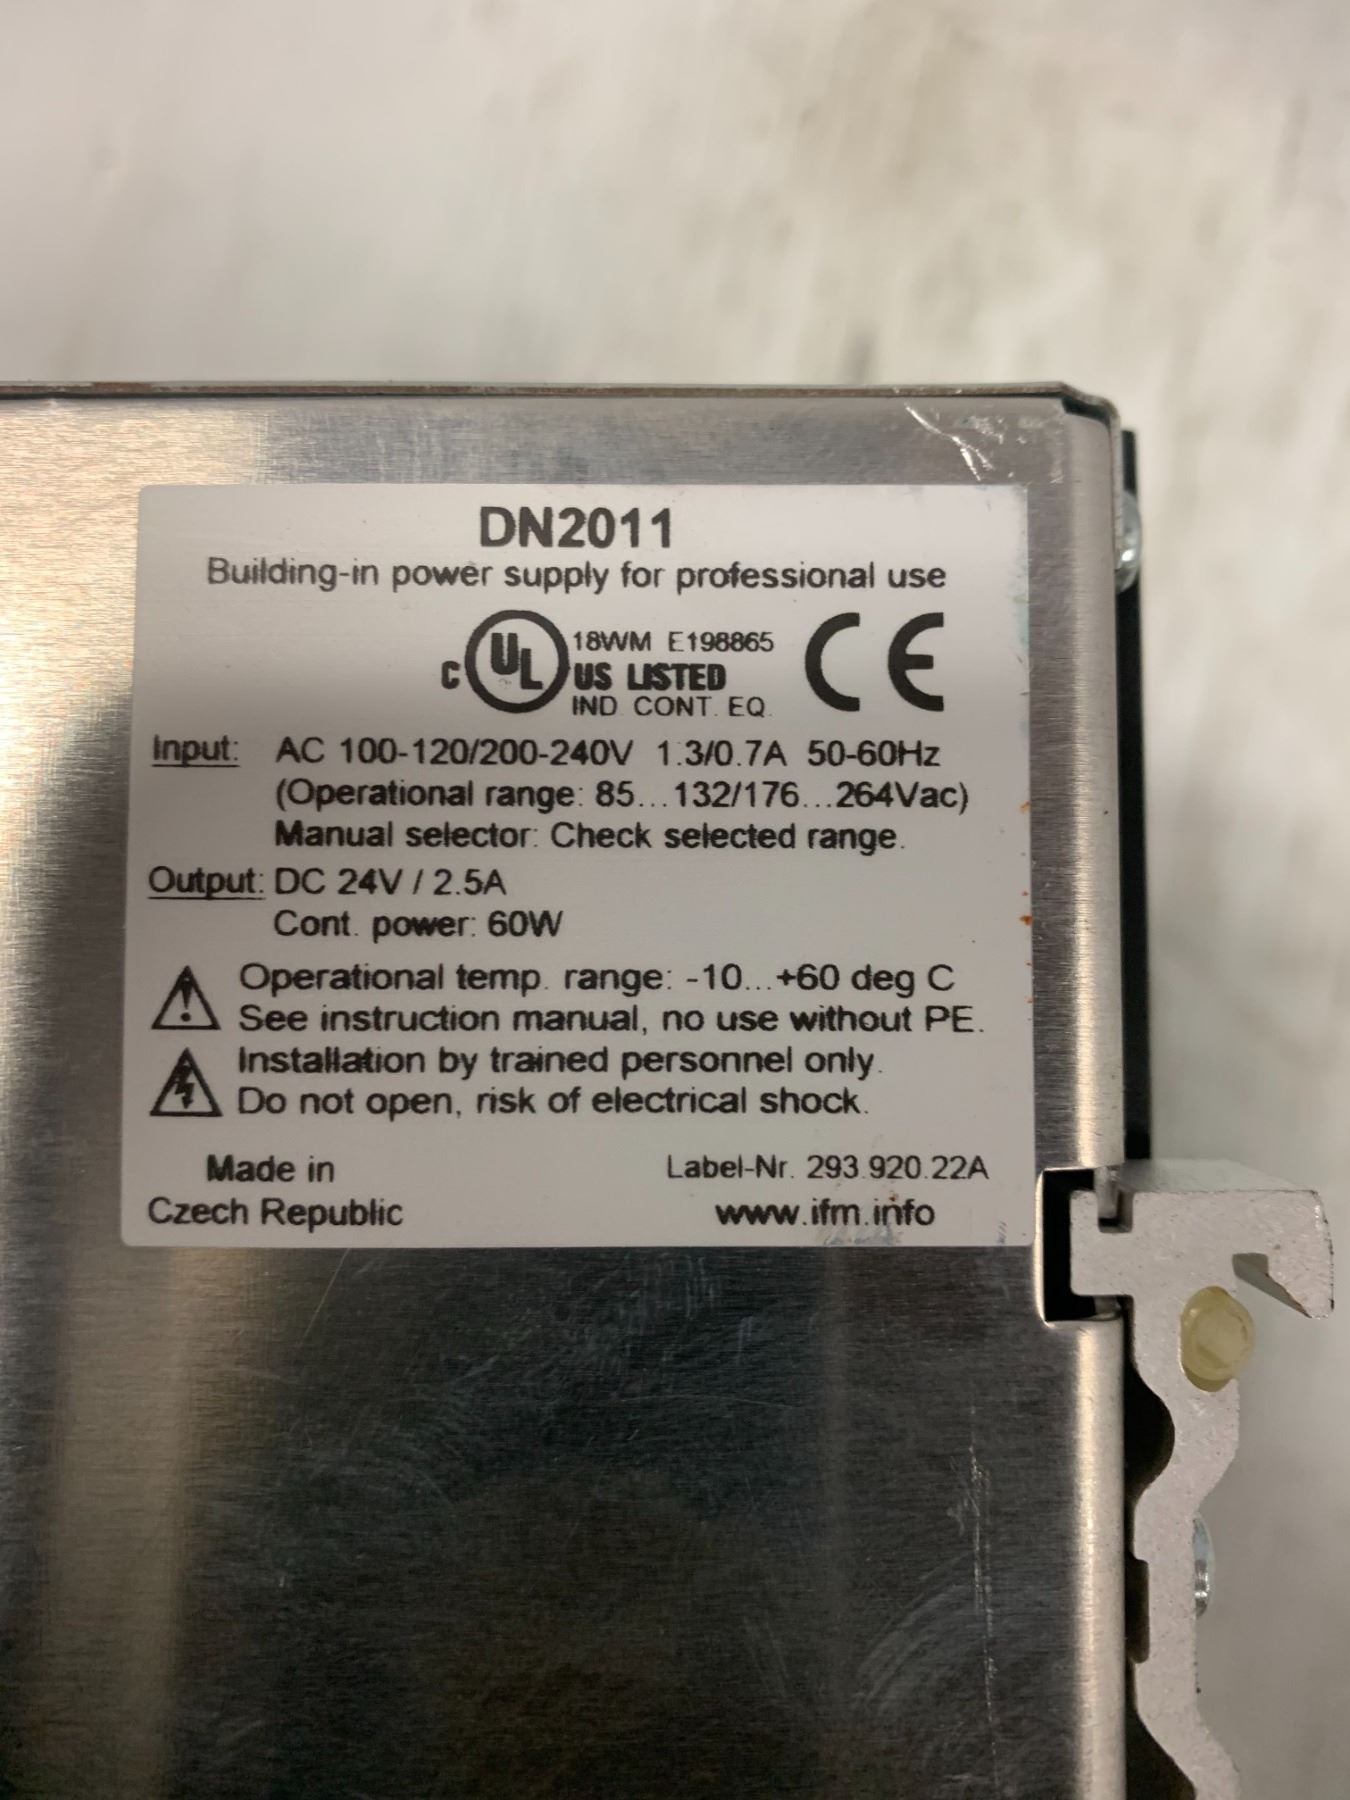 DN2011
Building-in power supply for professional use
C UL US LISTED 18WM E198865 CE
IND. CONT. EQ.
Input: AC 100-120/200-240V 1.3/0.7A 50-60Hz
(Operational range: 85...132/176...264Vac)
Manual selector: Check selected range.
Output: DC 24V / 2.5A
Cont. power: 60W
Operational temp. range: -10...+60 deg C
See instruction manual, no use without PE.
Installation by trained personnel only.
Do not open, risk of electrical shock.
Made in
Czech Republic
Label-Nr. 293.920.22A
www.ifm.info